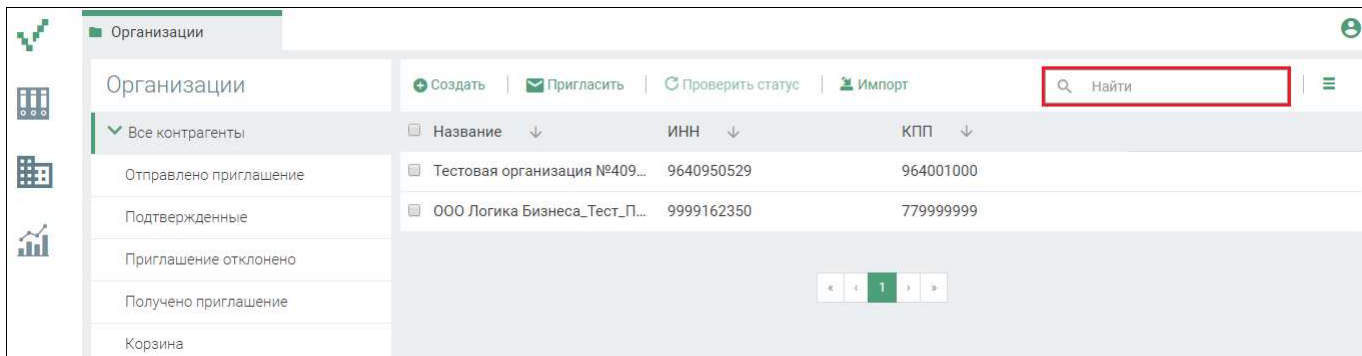 Организации
Организации
Создать Пригласить Проверить статус Импорт Найти
Все контрагенты
Название ИНН КПП
Отправлено приглашение
Тестовая организация №409... 9640950529 964001000
Подтвержденные
ООО Логика Бизнеса_Тест_П... 9999162350 779999999
Приглашение отклонено
Получено приглашение
« ‹ 1 › »
Корзина